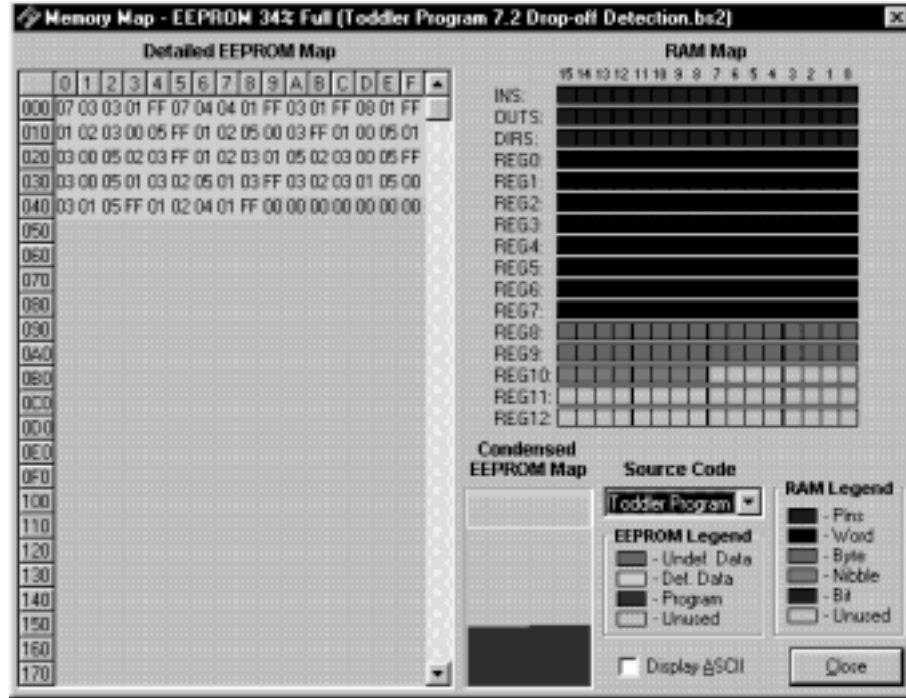 Memory Map - EEPROM 34% Full (Toddler Program 7.2 Drop-off Detection.bs2)
Detailed EEPROM Map
0 1 2 3 4 5 6 7 8 9 A B C D E F
000 07 03 03 01 FF 07 04 04 01 FF 03 01 FF 08 01 FF
010 01 02 03 00 05 FF 01 02 05 00 03 FF 01 00 05 01
020 03 00 05 02 03 FF 01 02 03 01 05 02 03 00 05 FF
030 03 00 05 01 03 02 05 01 03 FF 03 02 03 01 05 00
040 03 01 05 FF 01 02 04 01 FF 00 00 00 00 00 00 00
050
060
070
080
090
0A0
0B0
0C0
0D0
0E0
0F0
100
110
120
130
140
150
160
170
RAM Map
15 14 13 12 11 10 9 8 7 6 5 4 3 2 1 0
INS:
OUTS:
DIRS:
REG0:
REG1:
REG2:
REG3:
REG4:
REG5:
REG6:
REG7:
REG8:
REG9:
REG10:
REG11:
REG12:
Condensed
EEPROM Map
Source Code
Toddler Program
EEPROM Legend
- Undef. Data
- Def. Data
- Program
- Unused
RAM Legend
- Pins
- Word
- Byte
- Nibble
- Bit
- Unused
Display ASCII
Close